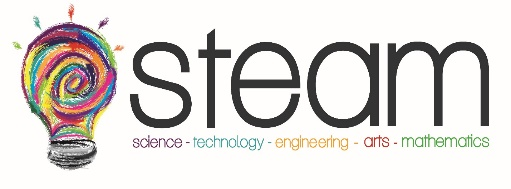 steam
science - technology - engineering - arts - mathematics